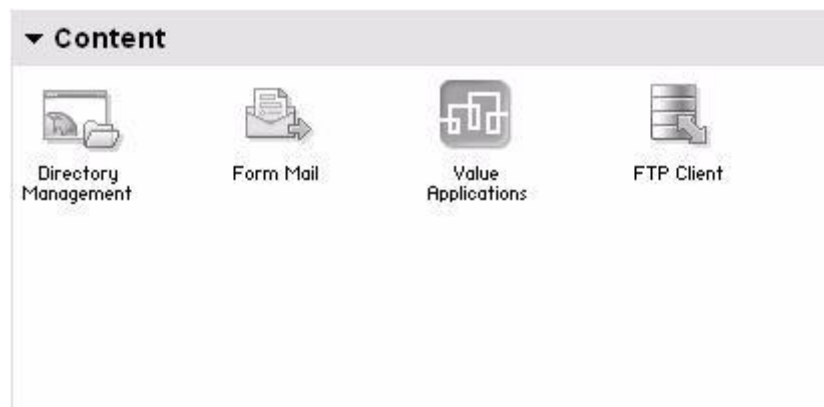 Content
Directory
Management
Form Mail
Value
Applications
FTP Client